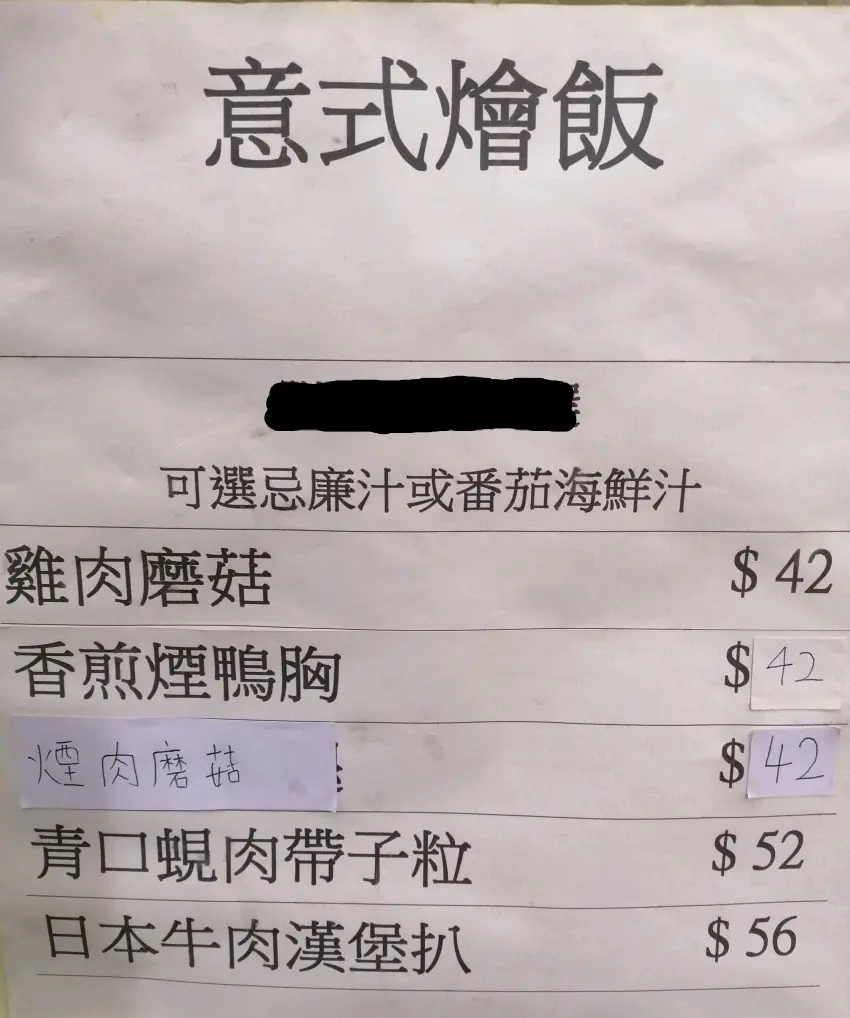 意式燴飯
可選忌廉汁或番茄海鮮汁
雞肉磨菇 $ 42
香煎煙鴨胸 $ 42
煙肉磨菇 $ 42
青口蜆肉帶子粒 $ 52
日本牛肉漢堡扒 $ 56